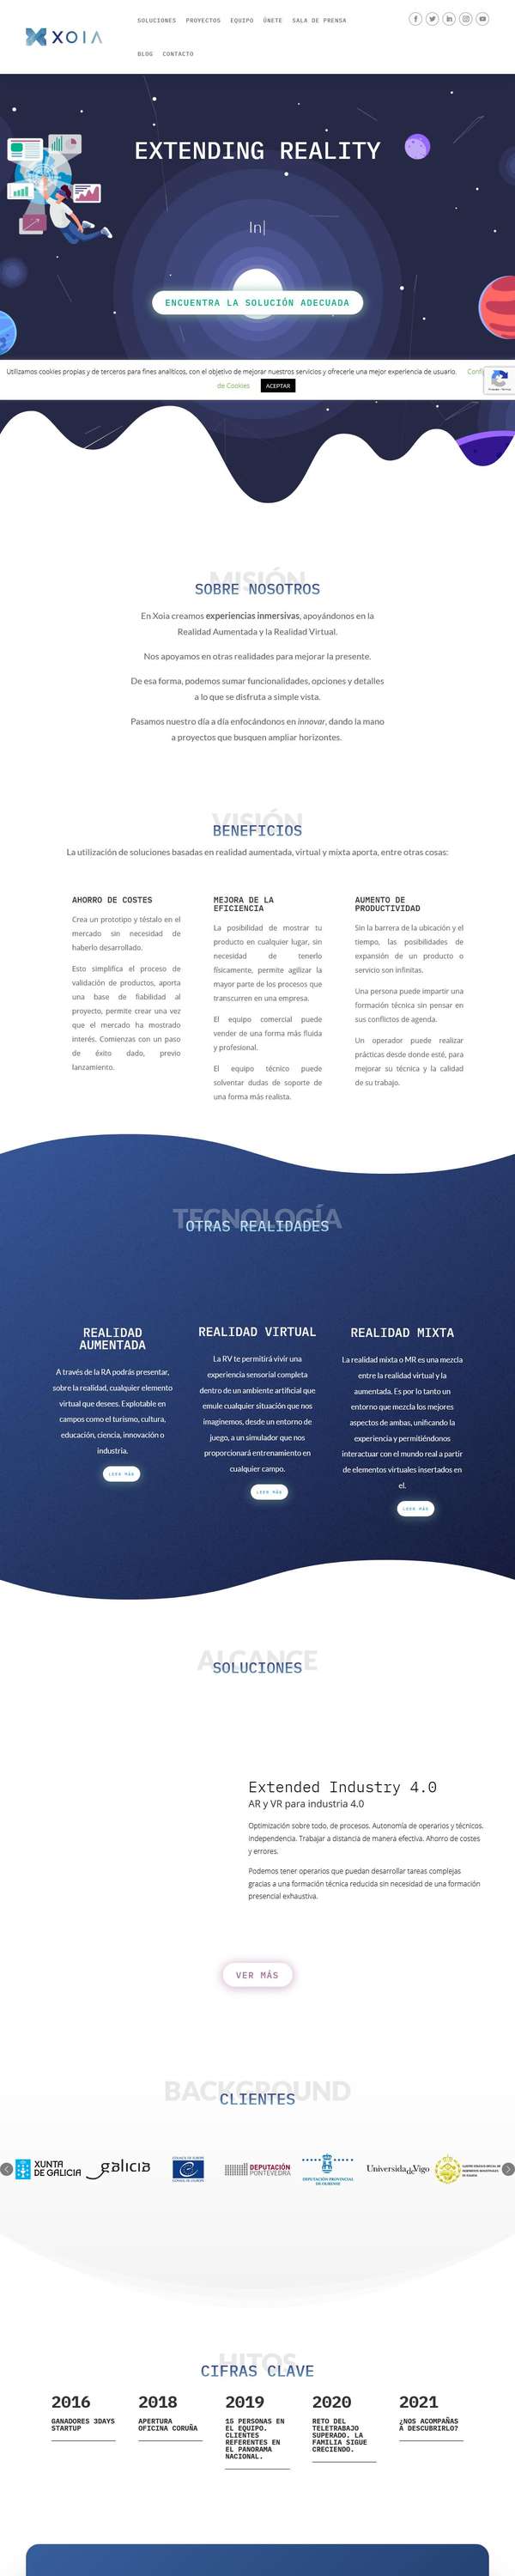 SOLUCIONES PROYECTOS EQUIPO ÚNETE SALA DE PRENSA
XOIA
BLOG CONTACTO
EXTENDING REALITY
In|
ENCUENTRA LA SOLUCIÓN ADECUADA
Utilizamos cookies propias y de terceros para fines analíticos, con el objetivo de mejorar nuestros servicios y ofrecerle una mejor experiencia de usuario.
de Cookies ACEPTAR
MISIÓN
SOBRE NOSOTROS
En Xoia creamos experiencias inmersivas, apoyándonos en la
Realidad Aumentada y la Realidad Virtual.
Nos apoyamos en otras realidades para mejorar la presente.
De esa forma, podemos sumar funcionalidades, opciones y detalles
a lo que se disfruta a simple vista.
Pasamos nuestro día a día enfocándonos en innovar, dando la mano
a proyectos que busquen ampliar horizontes.
VISIÓN
BENEFICIOS
La utilización de soluciones basadas en realidad aumentada, virtual y mixta aporta, entre otras cosas:
AHORRO DE COSTES
Crea un prototipo y téstalo en el
mercado sin necesidad de
haberlo desarrollado.
Esto simplifica el proceso de
validación de productos, aporta
una base de fiabilidad al
proyecto, permite crear una vez
que el mercado ha mostrado
interés. Comienzas con un paso
de éxito dado, previo
lanzamiento.
MEJORA DE LA
EFICIENCIA
La posibilidad de mostrar tu
producto en cualquier lugar, sin
necesidad de tenerlo
físicamente, permite agilizar la
mayor parte de los procesos que
transcurren en una empresa.
El equipo comercial puede
vender de una forma más fluida
y profesional.
El equipo técnico puede
solventar dudas de soporte de
una forma más realista.
AUMENTO DE
PRODUCTIVIDAD
Sin la barrera de la ubicación y el
tiempo, las posibilidades de
expansión de un producto o
servicio son infinitas.
Una persona puede impartir una
formación técnica sin pensar en
sus conflictos de agenda.
Un operador puede realizar
prácticas desde donde esté, para
mejorar su técnica y la calidad
de su trabajo.
TECNOLOGÍA
OTRAS REALIDADES
REALIDAD
AUMENTADA
A través de la RA podrás presentar,
sobre la realidad, cualquier elemento
virtual que desees. Explotable en
campos como el turismo, cultura,
educación, ciencia, innovación o
industria.
LEER MÁS
REALIDAD VIRTUAL
La RV te permitirá vivir una
experiencia sensorial completa
dentro de un ambiente artificial que
emule cualquier situación que nos
imaginemos, desde un entorno de
juego, a un simulador que nos
proporcionará entrenamiento en
cualquier campo.
LEER MÁS
REALIDAD MIXTA
La realidad mixta o MR es una mezcla
entre la realidad virtual y la
aumentada. Es por lo tanto un
entorno que mezcla los mejores
aspectos de ambas, unificando la
experiencia y permitiéndonos
interactuar con el mundo real a partir
de elementos virtuales insertados en
el.
LEER MÁS
ALCANCE
SOLUCIONES
Extended Industry 4.0
AR y VR para industria 4.0
Optimización sobre todo, de procesos. Autonomía de operarios y técnicos.
Independencia. Trabajar a distancia de manera efectiva. Ahorro de costes
y errores.
Podemos tener operarios que puedan desarrollar tareas complejas
gracias a una formación técnica reducida sin necesidad de una formación
presencial exhaustiva.
VER MÁS
BACKGROUND
CLIENTES
XUNTA
DE GALICIA
galicia
DEPUTACIÓN
PONTEVEDRA
DEPUTACIÓN PROVINCIAL
DE OURENSE
Universidade de Vigo
HITOS
CIFRAS CLAVE
2016
GANADORES 3DAYS
STARTUP
2018
APERTURA
OFICINA CORUÑA
2019
15 PERSONAS EN
EL EQUIPO.
CLIENTES
REFERENTES EN
EL PANORAMA
NACIONAL.
2020
RETO DEL
TELETRABAJO
SUPERADO. LA
FAMILIA SIGUE
CRECIENDO.
2021
¿NOS ACOMPAÑAS
A DESCUBRIRLO?